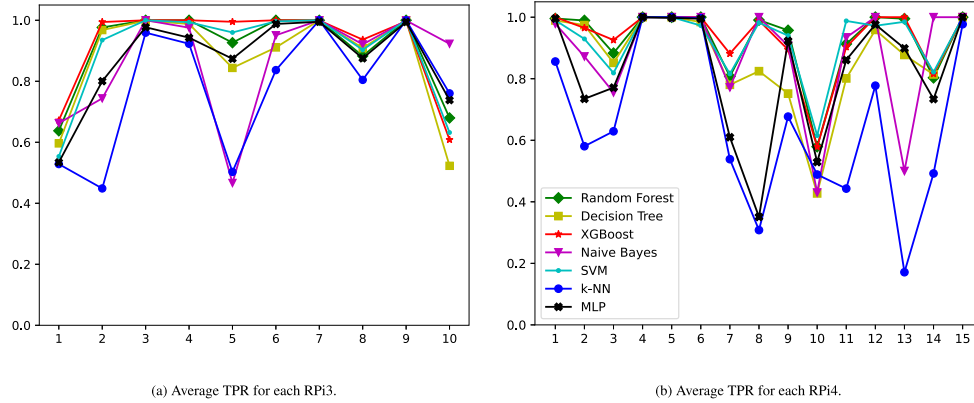 1.0
0.8
0.6
0.4
0.2
0.0
1 2 3 4 5 6 7 8 9 10
(a) Average TPR for each RPi3.
1.0
0.8
0.6
0.4
0.2
0.0
Random Forest
Decision Tree
XGBoost
Naive Bayes
SVM
k-NN
MLP
1 2 3 4 5 6 7 8 9 10 11 12 13 14 15
(b) Average TPR for each RPi4.